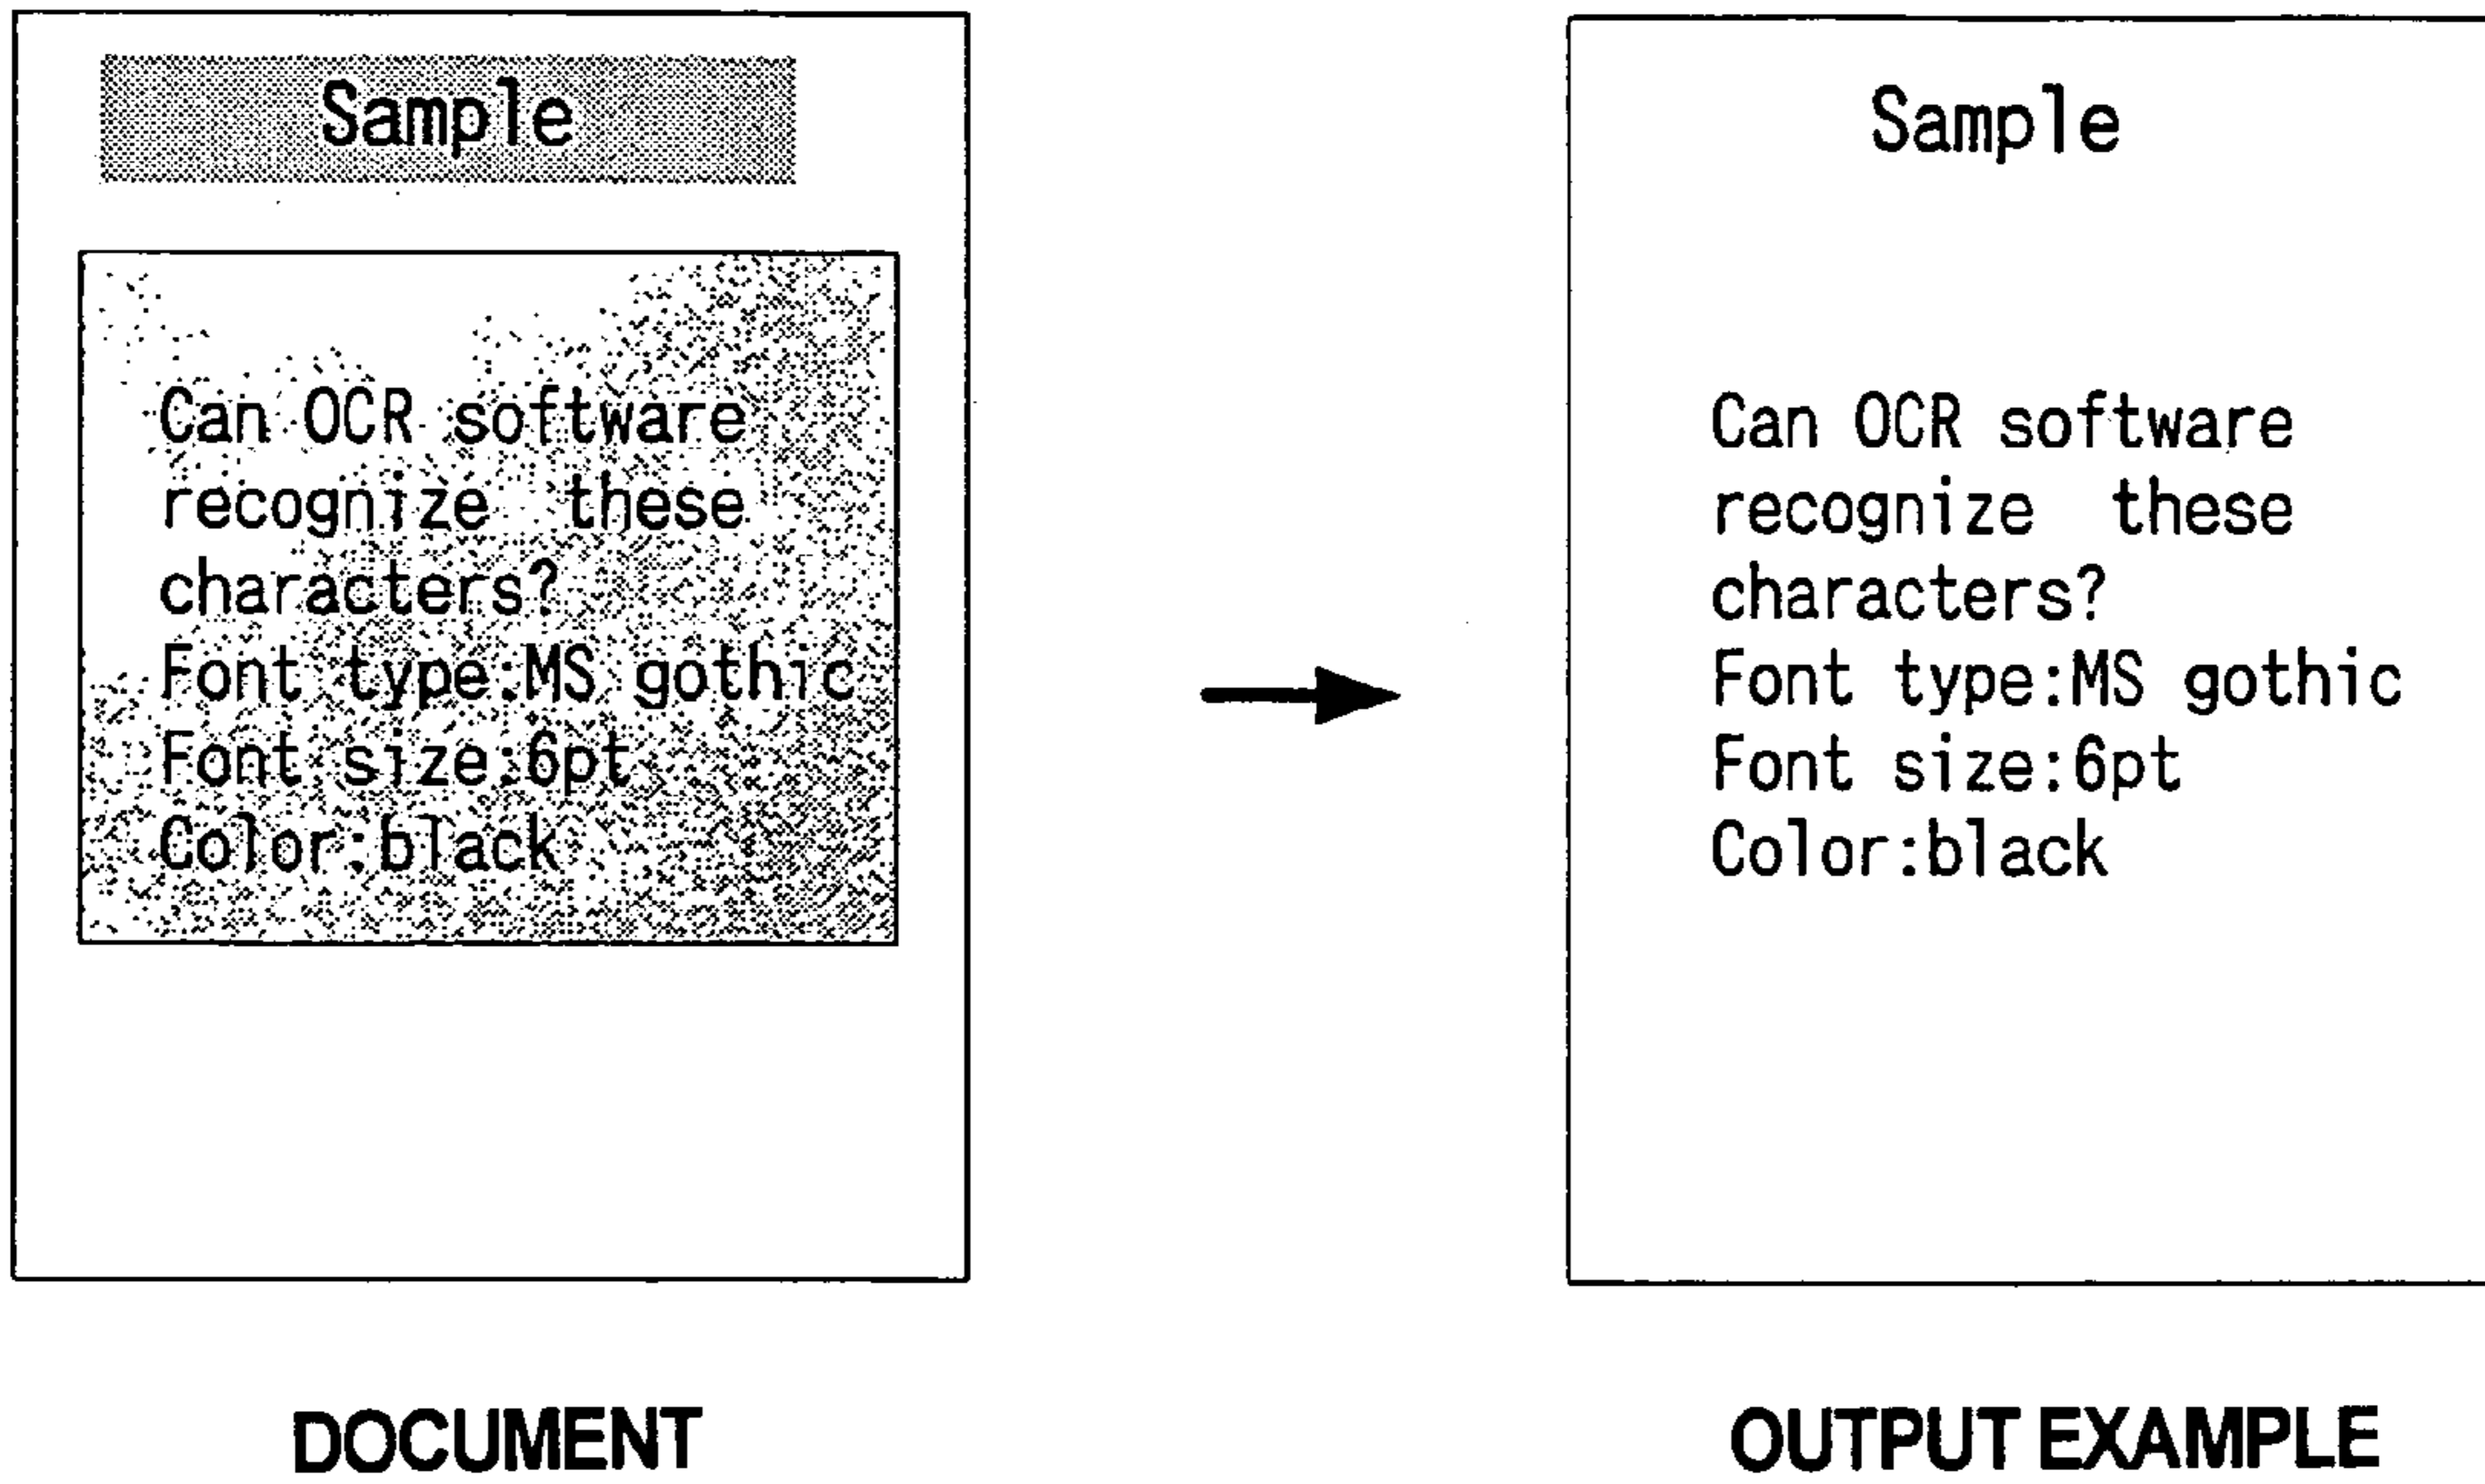 Sample
Can OCR software
recognize these
characters?
Font type:MS gothic
Font size:6pt
Color:black
DOCUMENT
Sample
Can OCR software
recognize these
characters?
Font type:MS gothic
Font size:6pt
Color:black
OUTPUT EXAMPLE